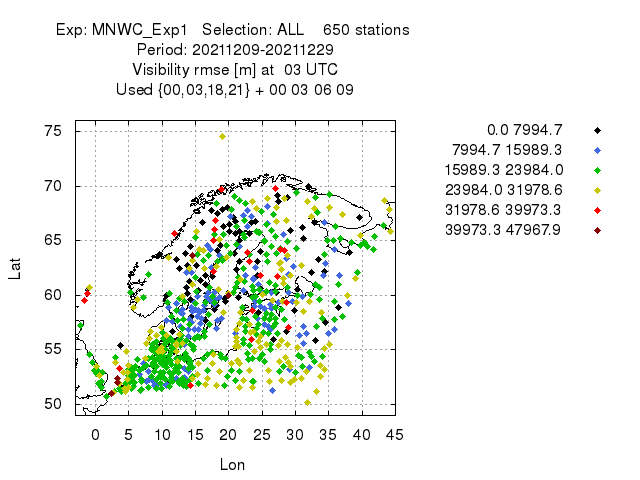 Exp: MNWC_Exp1 Selection: ALL 650 stations
Period: 20211209-20211229
Visibility rmse [m] at 03 UTC
Used {00,03,18,21} + 00 03 06 09
0.0 7994.7
7994.7 15989.3
15989.3 23984.0
23984.0 31978.6
31978.6 39973.3
39973.3 47967.9
75
70
65
60
55
50
Lat
0 5 10 15 20 25 30 35 40 45
Lon